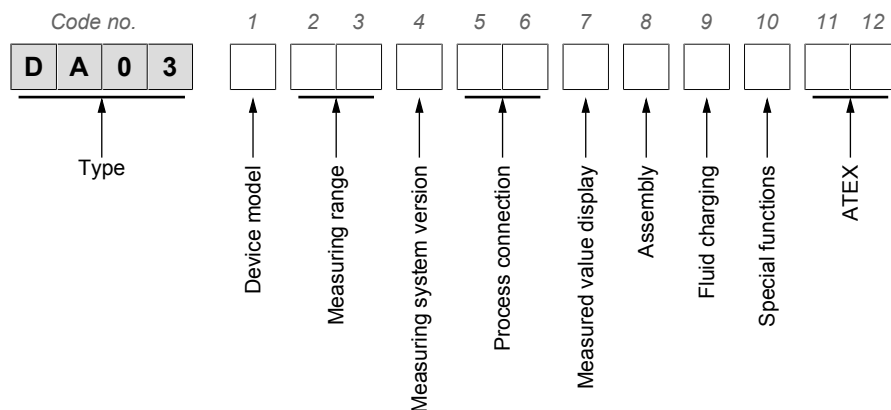 Code no. 1 2 3 4 5 6 7 8 9 10 11 12
D A 0 3
Type
Device model
Measuring range
Measuring system version
Process connection
Measured value display
Assembly
Fluid charging
Special functions
ATEX